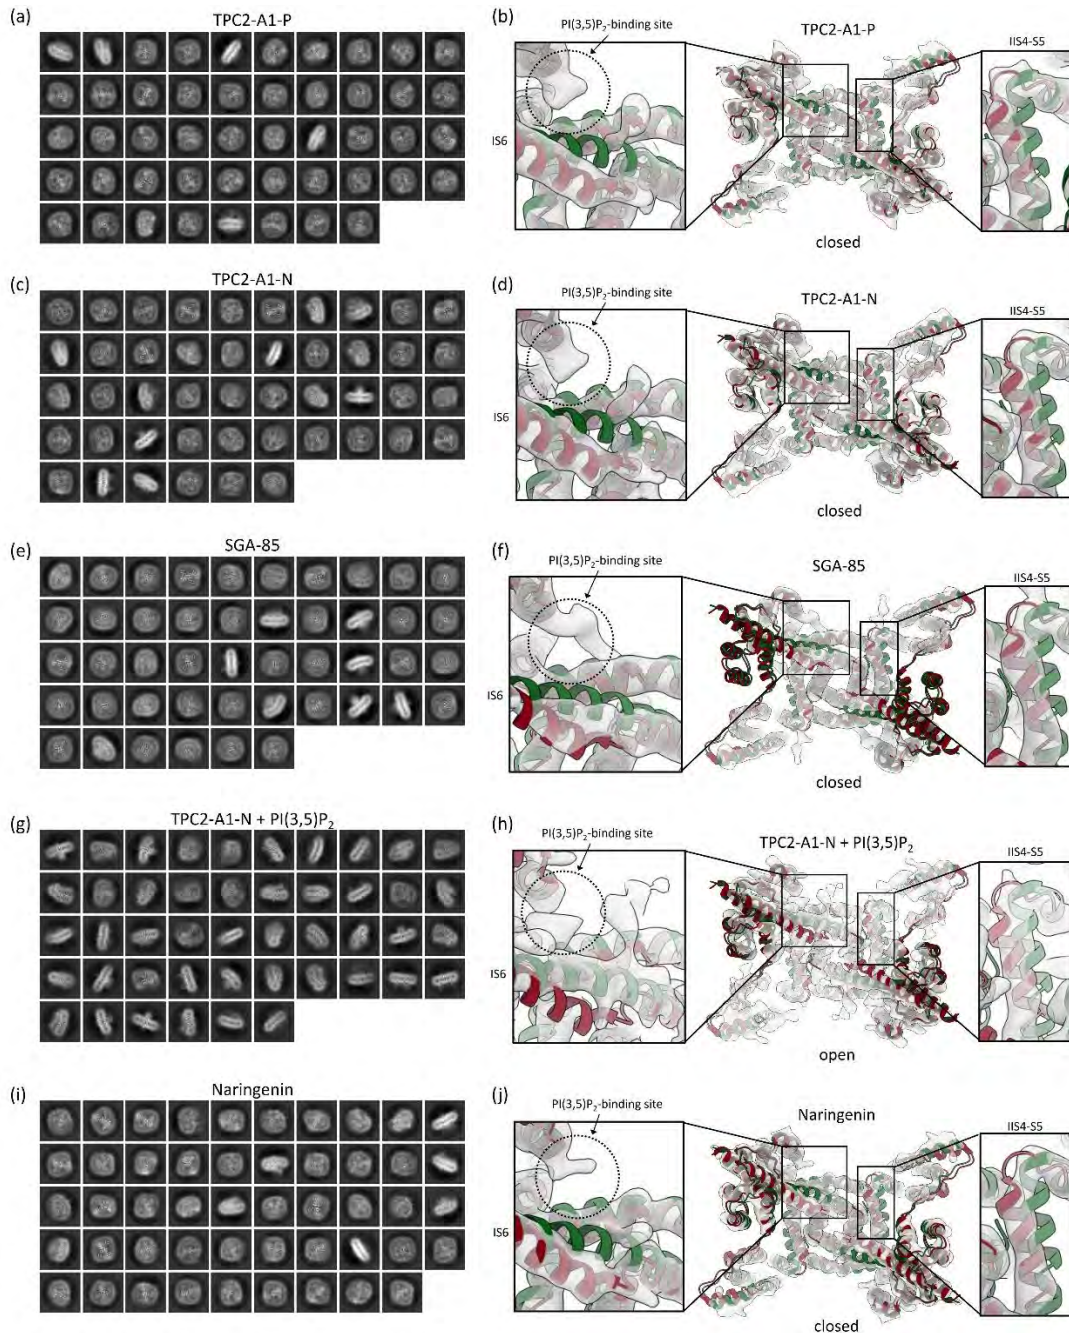 (a)
TPC2-A1-P
(b)
PI(3,5)P₂-binding site
TPC2-A1-P
IIS4-S5
IS6
closed
(c)
TPC2-A1-N
(d)
PI(3,5)P₂-binding site
TPC2-A1-N
IIS4-S5
IS6
closed
(e)
SGA-85
(f)
PI(3,5)P₂-binding site
SGA-85
IIS4-S5
IS6
closed
(g)
TPC2-A1-N + PI(3,5)P₂
(h)
PI(3,5)P₂-binding site
TPC2-A1-N + PI(3,5)P₂
IIS4-S5
IS6
open
(i)
Naringenin
(j)
PI(3,5)P₂-binding site
Naringenin
IIS4-S5
IS6
closed